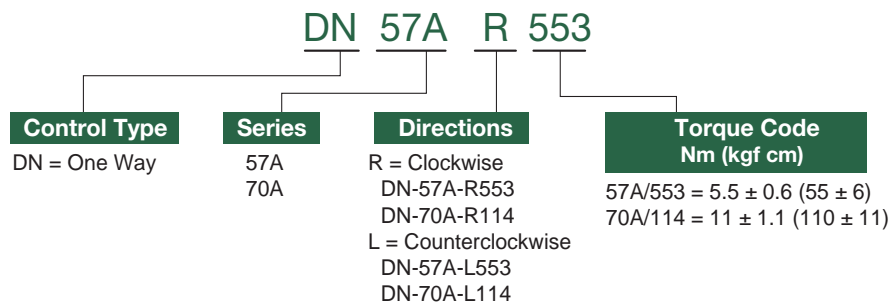 DN 57A R 553
Control Type
DN = One Way
Series
57A
70A
Directions
R = Clockwise
DN-57A-R553
DN-70A-R114
L = Counterclockwise
DN-57A-L553
DN-70A-L114
Torque Code
Nm (kgf cm)
57A/553 = 5.5 ± 0.6 (55 ± 6)
70A/114 = 11 ± 1.1 (110 ± 11)